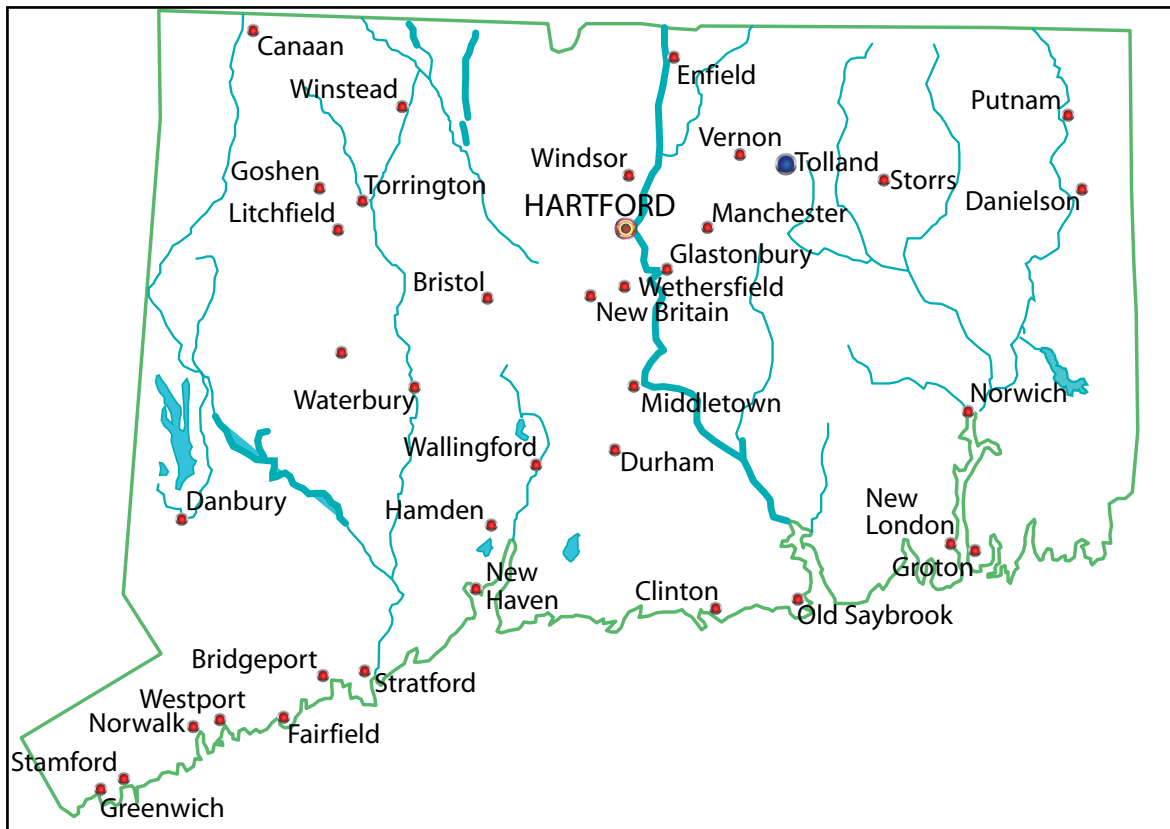 Canaan
Enfield
Winstead
Putnam
Vernon
Windsor
Tolland
Goshen
Torrington
Storrs
Danielson
HARTFORD
Litchfield
Manchester
Glastonbury
Bristol
Wethersfield
New Britain
Waterbury
Middletown
Norwich
Wallingford
Durham
Danbury
Hamden
New
London
Groton
New
Haven
Clinton
Old Saybrook
Bridgeport
Stratford
Westport
Norwalk
Fairfield
Stamford
Greenwich